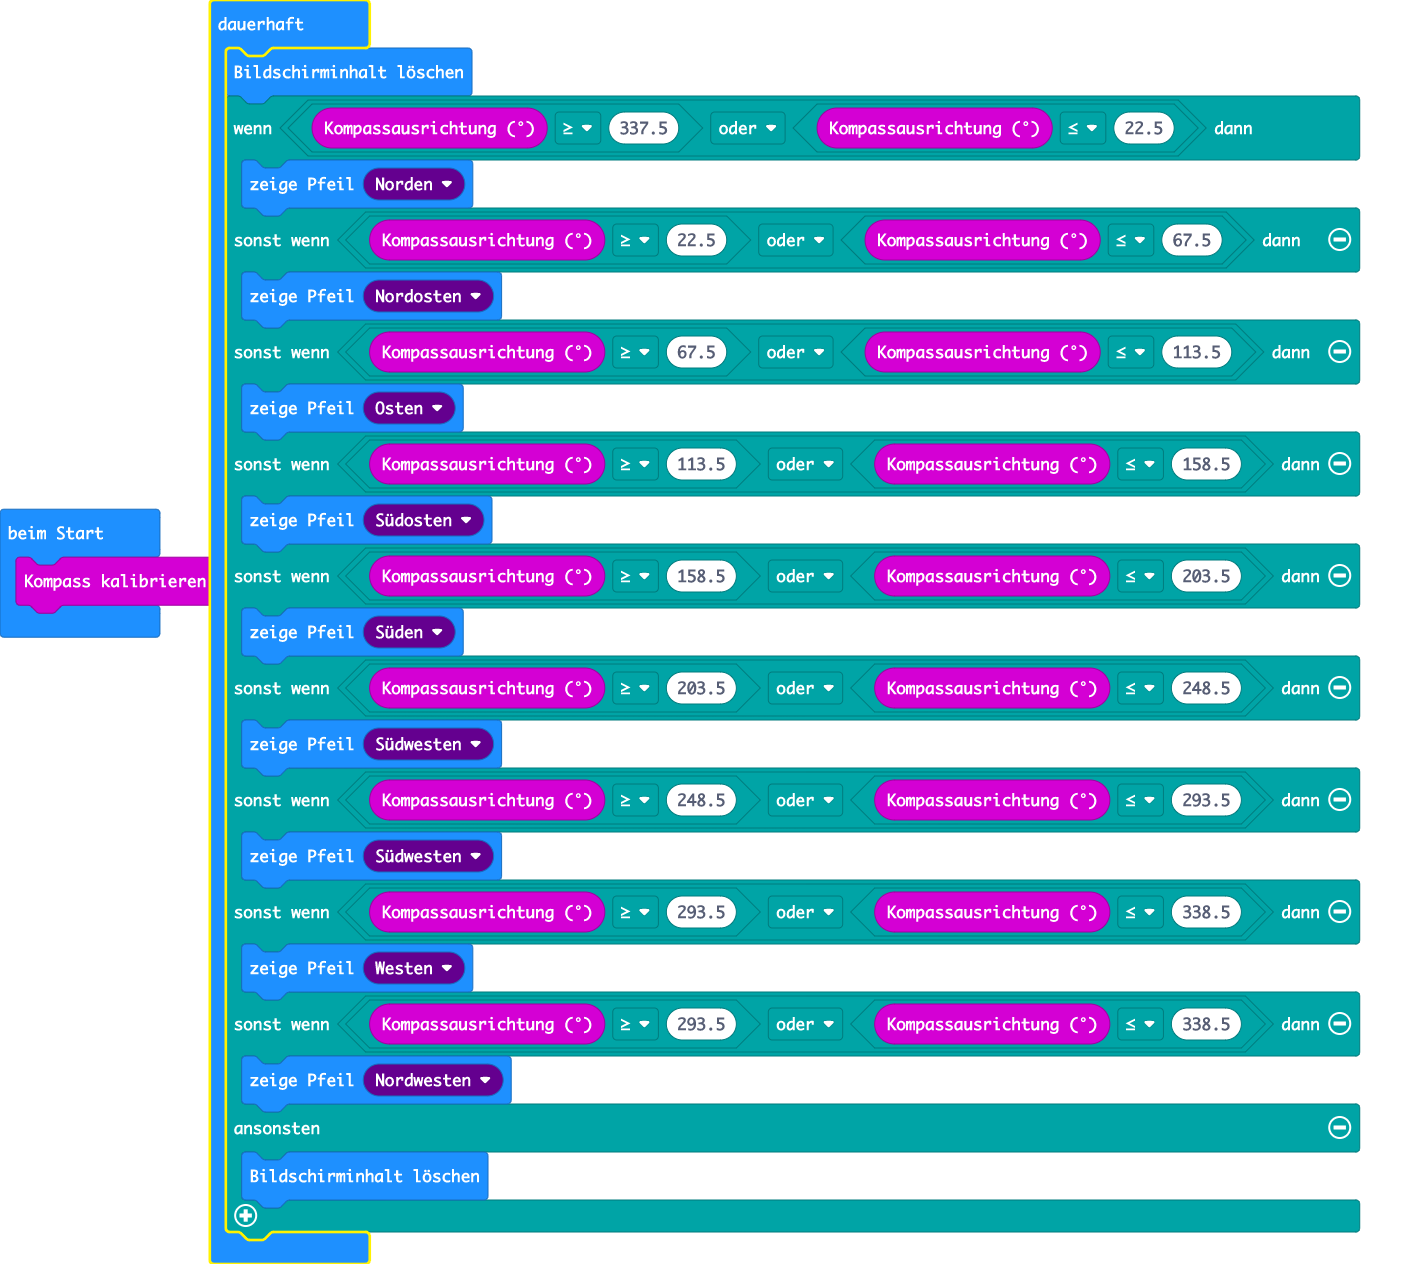 dauerhaft
Bildschirminhalt löschen
wenn Kompassausrichtung (°) ≥ 337.5 oder Kompassausrichtung (°) ≤ 22.5 dann
zeige Pfeil Norden
sonst wenn Kompassausrichtung (°) ≥ 22.5 oder Kompassausrichtung (°) ≤ 67.5 dann
zeige Pfeil Nordosten
sonst wenn Kompassausrichtung (°) ≥ 67.5 oder Kompassausrichtung (°) ≤ 113.5 dann
zeige Pfeil Osten
sonst wenn Kompassausrichtung (°) ≥ 113.5 oder Kompassausrichtung (°) ≤ 158.5 dann
zeige Pfeil Südosten
beim Start
Kompass kalibrieren
sonst wenn Kompassausrichtung (°) ≥ 158.5 oder Kompassausrichtung (°) ≤ 203.5 dann
zeige Pfeil Süden
sonst wenn Kompassausrichtung (°) ≥ 203.5 oder Kompassausrichtung (°) ≤ 248.5 dann
zeige Pfeil Südwesten
sonst wenn Kompassausrichtung (°) ≥ 248.5 oder Kompassausrichtung (°) ≤ 293.5 dann
zeige Pfeil Südwesten
sonst wenn Kompassausrichtung (°) ≥ 293.5 oder Kompassausrichtung (°) ≤ 338.5 dann
zeige Pfeil Westen
sonst wenn Kompassausrichtung (°) ≥ 293.5 oder Kompassausrichtung (°) ≤ 338.5 dann
zeige Pfeil Nordwesten
ansonsten
Bildschirminhalt löschen